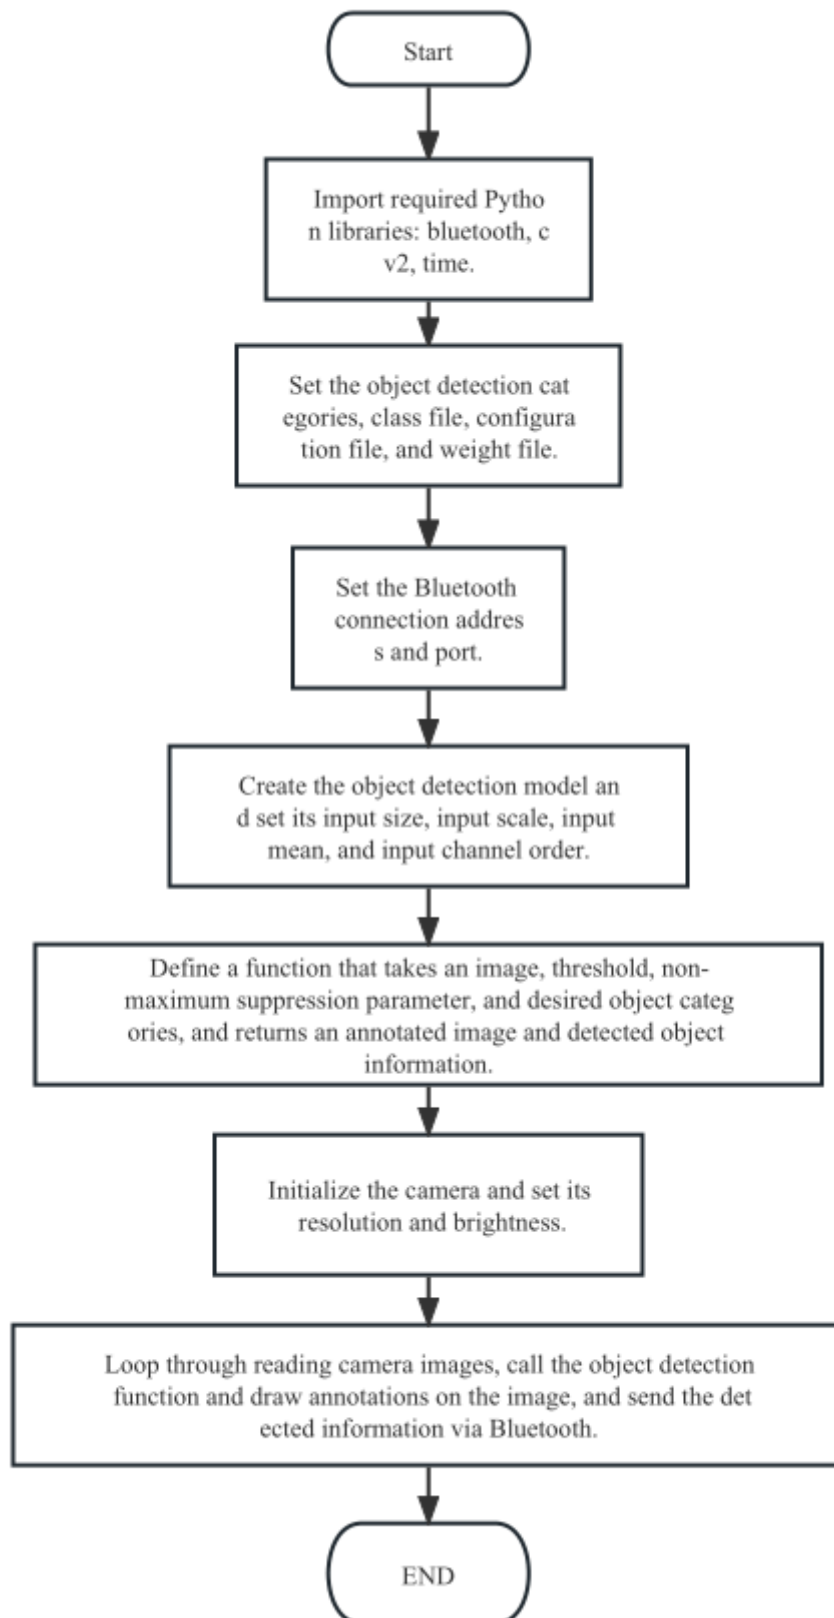 Start
Import required Pytho
n libraries: bluetooth, c
v2, time.
Set the object detection cat
egories, class file, configura
tion file, and weight file.
Set the Bluetooth
connection addres
s and port.
Create the object detection model an
d set its input size, input scale, input
mean, and input channel order.
Define a function that takes an image, threshold, non-
maximum suppression parameter, and desired object categ
ories, and returns an annotated image and detected object
information.
Initialize the camera and set its
resolution and brightness.
Loop through reading camera images, call the object detection
function and draw annotations on the image, and send the det
ected information via Bluetooth.
END